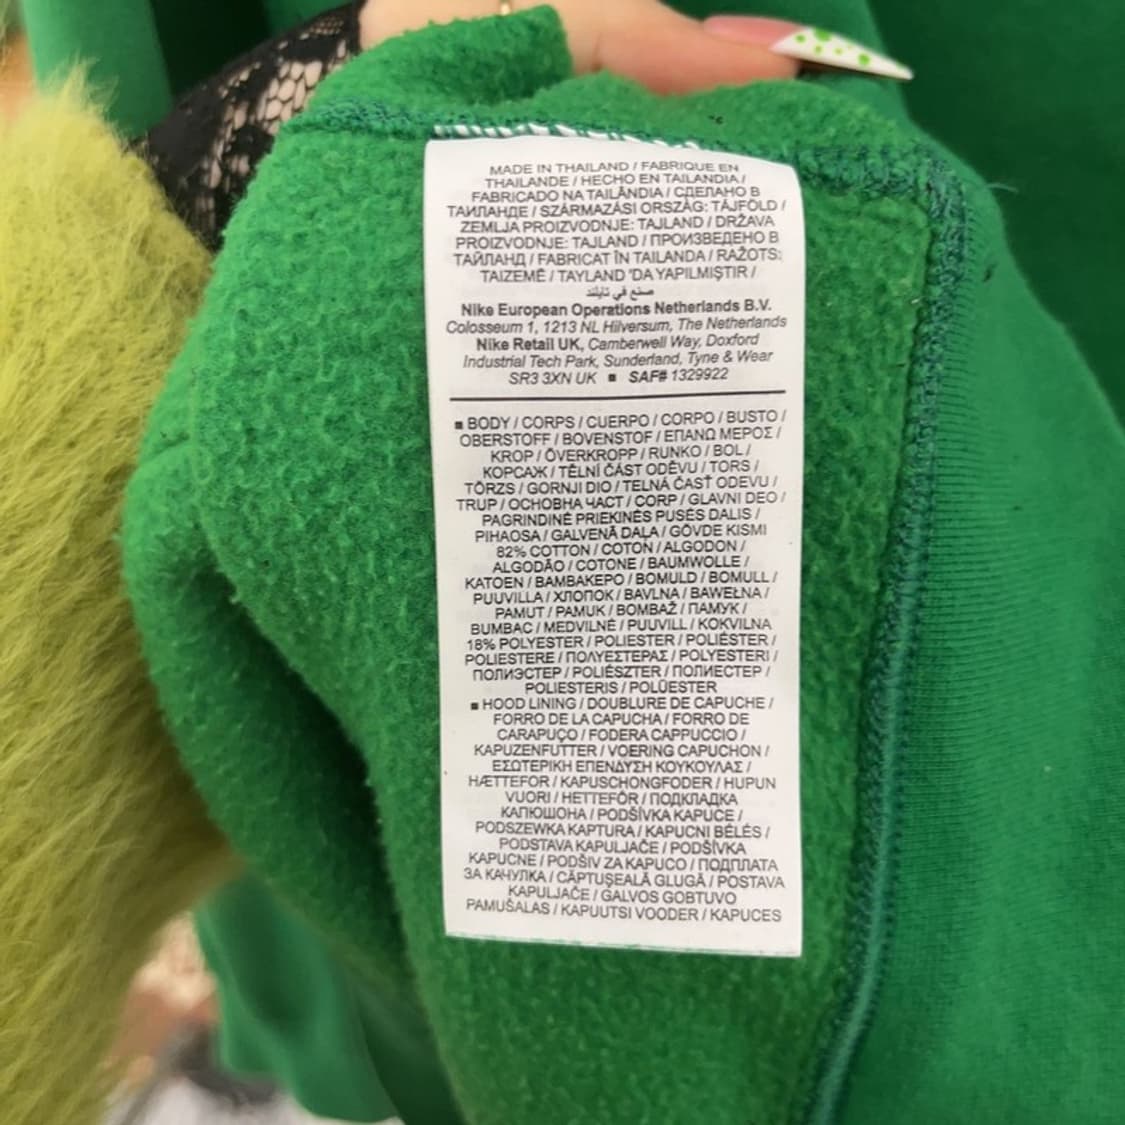 MADE IN THAILAND / FABRIQUE EN
THAILANDE / HECHO EN TAILANDIA /
FABRICADO NA TAILÂNDIA / СДЕЛАНО В
ТАИЛАНДЕ / SZÁRMAZÁSI ORSZÁG: TÁJFÖLD /
ZEMLJA PROIZVODNJE: TAJLAND / DRŽAVA
PROIZVODNJE: TAJLAND / ПРОИЗВЕДЕНО В
ТАЙЛАНД / FABRICAT ÎN TAILANDA / RAŽOTS:
TAIZEMĒ / TAYLAND 'DA YAPILMIŞTIR /
صنع في تايلند
Nike European Operations Netherlands B.V.
Colosseum 1, 1213 NL Hilversum, The Netherlands
Nike Retail UK, Camberwell Way, Doxford
Industrial Tech Park, Sunderland, Tyne & Wear
SR3 3XN UK ■ SAF# 1329922
■ BODY / CORPS / CUERPO / CORPO / BUSTO /
OBERSTOFF / BOVENSTOF / ΕΠΑΝΩ ΜΕΡΟΣ /
KROP / ÖVERKROPP / RUNKO / BOL /
КОРСАЖ / TĚLNÍ ČÁST ODĚVU / TORS /
TÖRZS / GORNJI DIO / TELNÁ ČASŤ ODEVU /
TRUP / ОСНОВНА ЧАСТ / CORP / GLAVNI DEO /
PAGRINDINĖ PRIEKINĖS PUSĖS DALIS /
PIHAOSA / GALVENĀ DAĻA / GÖVDE KISMI
82% COTTON / COTON / ALGODON /
ALGODÃO / COTONE / BAUMWOLLE /
KATOEN / ΒΑΜΒΑΚΕΡΟ / BOMULD / BOMULL /
PUUVILLA / ХЛОПОК / BAVLNA / BAWEŁNA /
PAMUT / PAMUK / BOMBAŽ / ПАМУК /
BUMBAC / MEDVILNĖ / PUUVILL / KOKVILNA
18% POLYESTER / POLIESTER / POLIÉSTER /
POLIESTERE / ΠΟΛΥΕΣΤΕΡΑΣ / POLYESTERI /
ПОЛИЭСТЕР / POLIÉSZTER / ПОЛИЕСТЕР /
POLIESTERIS / POLÜESTER
■ HOOD LINING / DOUBLURE DE CAPUCHE /
FORRO DE LA CAPUCHA / FORRO DE
CARAPUÇO / FODERA CAPPUCCIO /
KAPUZENFUTTER / VOERING CAPUCHON /
ΕΣΩΤΕΡΙΚΗ ΕΠΕΝΔΥΣΗ ΚΟΥΚΟΥΛΑΣ /
HÆTTEFOR / KAPUSCHONGFODER / HUPUN
VUORI / HETTEFÔR / ПОДКЛАДКА
КАПЮШОНА / PODŠÍVKA KAPUCE /
PODSZEWKA KAPTURA / KAPUCNI BÉLÉS /
PODSTAVA KAPULJAČE / PODŠÍVKA
KAPUCNE / PODŠIV ZA KAPUCO / ПОДПЛАТА
ЗА КАЧУЛКА / CĂPTUŞEALĂ GLUGĂ / POSTAVA
KAPULJAČE / GALVOS GOBTUVO
PAMUŠALAS / KAPUUTSI VOODER / KAPUCES